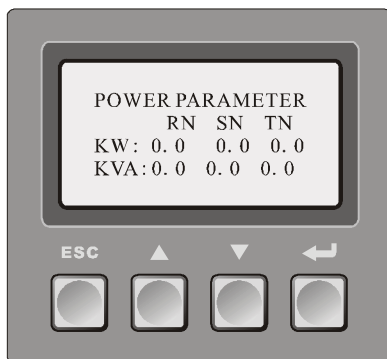 POWER PARAMETER
RN SN TN
KW: 0.0 0.0 0.0
KVA:0.0 0.0 0.0
ESC